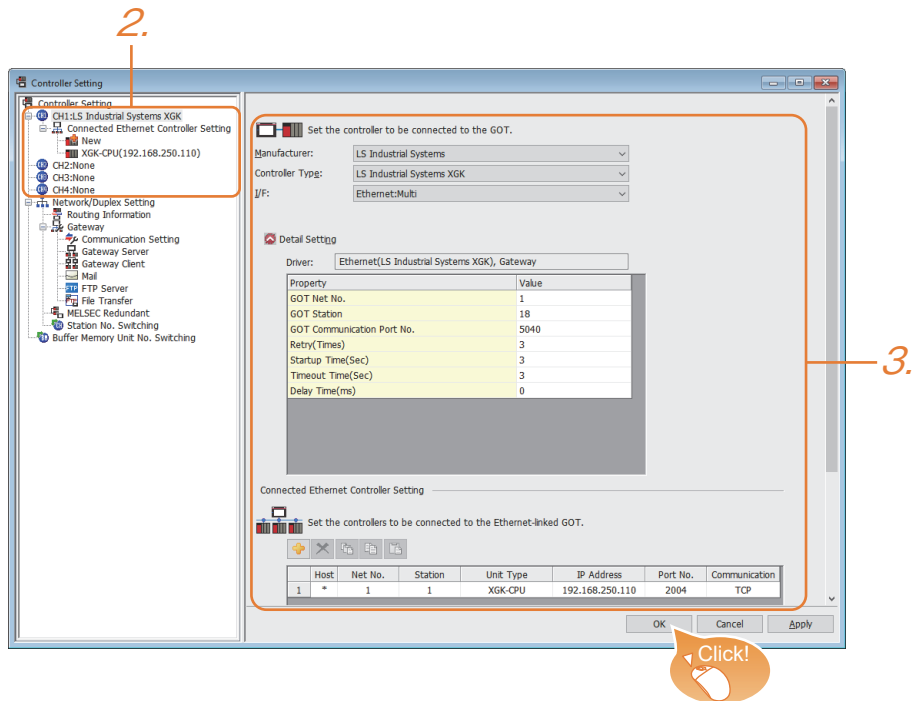 2.
Controller Setting
Controller Setting
CH1:LS Industrial Systems XGK
Connected Ethernet Controller Setting
New
XGK-CPU(192.168.250.110)
CH2:None
CH3:None
CH4:None
Network/Duplex Setting
Routing Information
Gateway
Communication Setting
Gateway Server
Gateway Client
Mail
FTP FTP Server
File Transfer
MELSEC Redundant
Station No. Switching
Buffer Memory Unit No. Switching
Set the controller to be connected to the GOT.
Manufacturer: LS Industrial Systems
Controller Type: LS Industrial Systems XGK
I/F: Ethernet:Multi
Detail Setting
Driver: Ethernet(LS Industrial Systems XGK), Gateway
Property Value
GOT Net No. 1
GOT Station 18
GOT Communication Port No. 5040
Retry(Times) 3
Startup Time(Sec) 3
Timeout Time(Sec) 3
Delay Time(ms) 0
3.
Connected Ethernet Controller Setting
Set the controllers to be connected to the Ethernet-linked GOT.
Host Net No. Station Unit Type IP Address Port No. Communication
1 * 1 1 XGK-CPU 192.168.250.110 2004 TCP
OK Cancel Apply
Click!